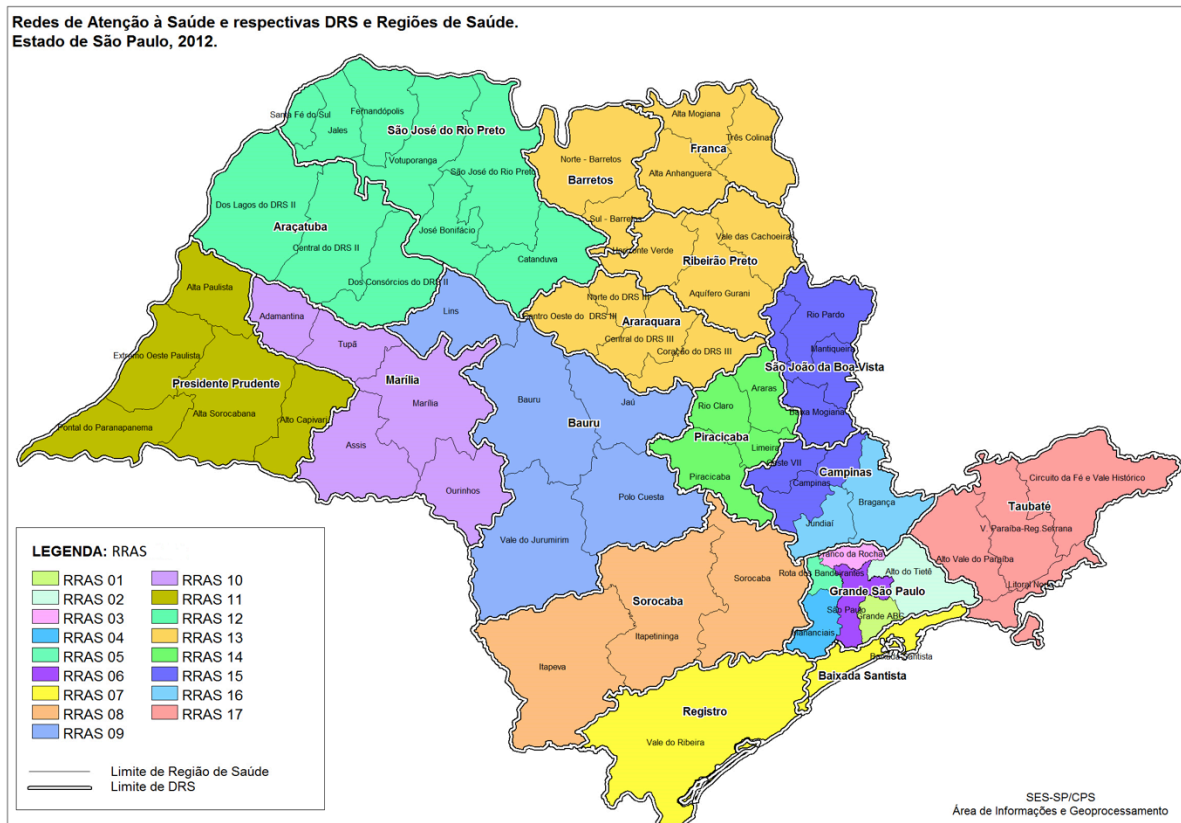 Redes de Atenção à Saúde e respectivas DRS e Regiões de Saúde.
Estado de São Paulo, 2012.
Santa Fé do Sul
Fernandópolis
Jales
São José do Rio Preto
Votuporanga
São José do Rio Preto
José Bonifácio
Catanduva
Dos Lagos do DRS II
Araçatuba
Central do DRS II
Dos Consórcios do DRS II
Norte - Barretos
Barretos
Sul - Barretos
Alta Mogiana
Três Colinas
Franca
Alta Anhanguera
Horizonte Verde
Vale das Cachoeiras
Ribeirão Preto
Aquífero Gurani
Norte do DRS III
Centro Oeste do DRS III
Araraquara
Central do DRS III
Coração do DRS III
Alta Paulista
Extremo Oeste Paulista
Presidente Prudente
Alta Sorocabana
Alto Capivari
Pontal do Paranapanema
Adamantina
Tupã
Marília
Marília
Assis
Ourinhos
Lins
Bauru
Jaú
Bauru
Polo Cuesta
Vale do Jurumirim
Rio Pardo
Mantiqueira
São João da Boa Vista
Baixa Mogiana
Araras
Rio Claro
Piracicaba
Limeira
Piracicaba
Oeste VII
Campinas
Campinas
Bragança
Jundiaí
Circuito da Fé e Vale Histórico
Taubaté
V. Paraíba-Reg.Serrana
Alto Vale do Paraíba
Litoral Norte
Franco da Rocha
Rota dos Bandeirantes
Alto do Tietê
Grande São Paulo
São Paulo
Grande ABC
Mananciais
Baixada Santista
Baixada Santista
Sorocaba
Sorocaba
Itapetininga
Itapeva
Registro
Vale do Ribeira
LEGENDA: RRAS
RRAS 01
RRAS 02
RRAS 03
RRAS 04
RRAS 05
RRAS 06
RRAS 07
RRAS 08
RRAS 09
RRAS 10
RRAS 11
RRAS 12
RRAS 13
RRAS 14
RRAS 15
RRAS 16
RRAS 17
Limite de Região de Saúde
Limite de DRS
SES-SP/CPS
Área de Informações e Geoprocessamento